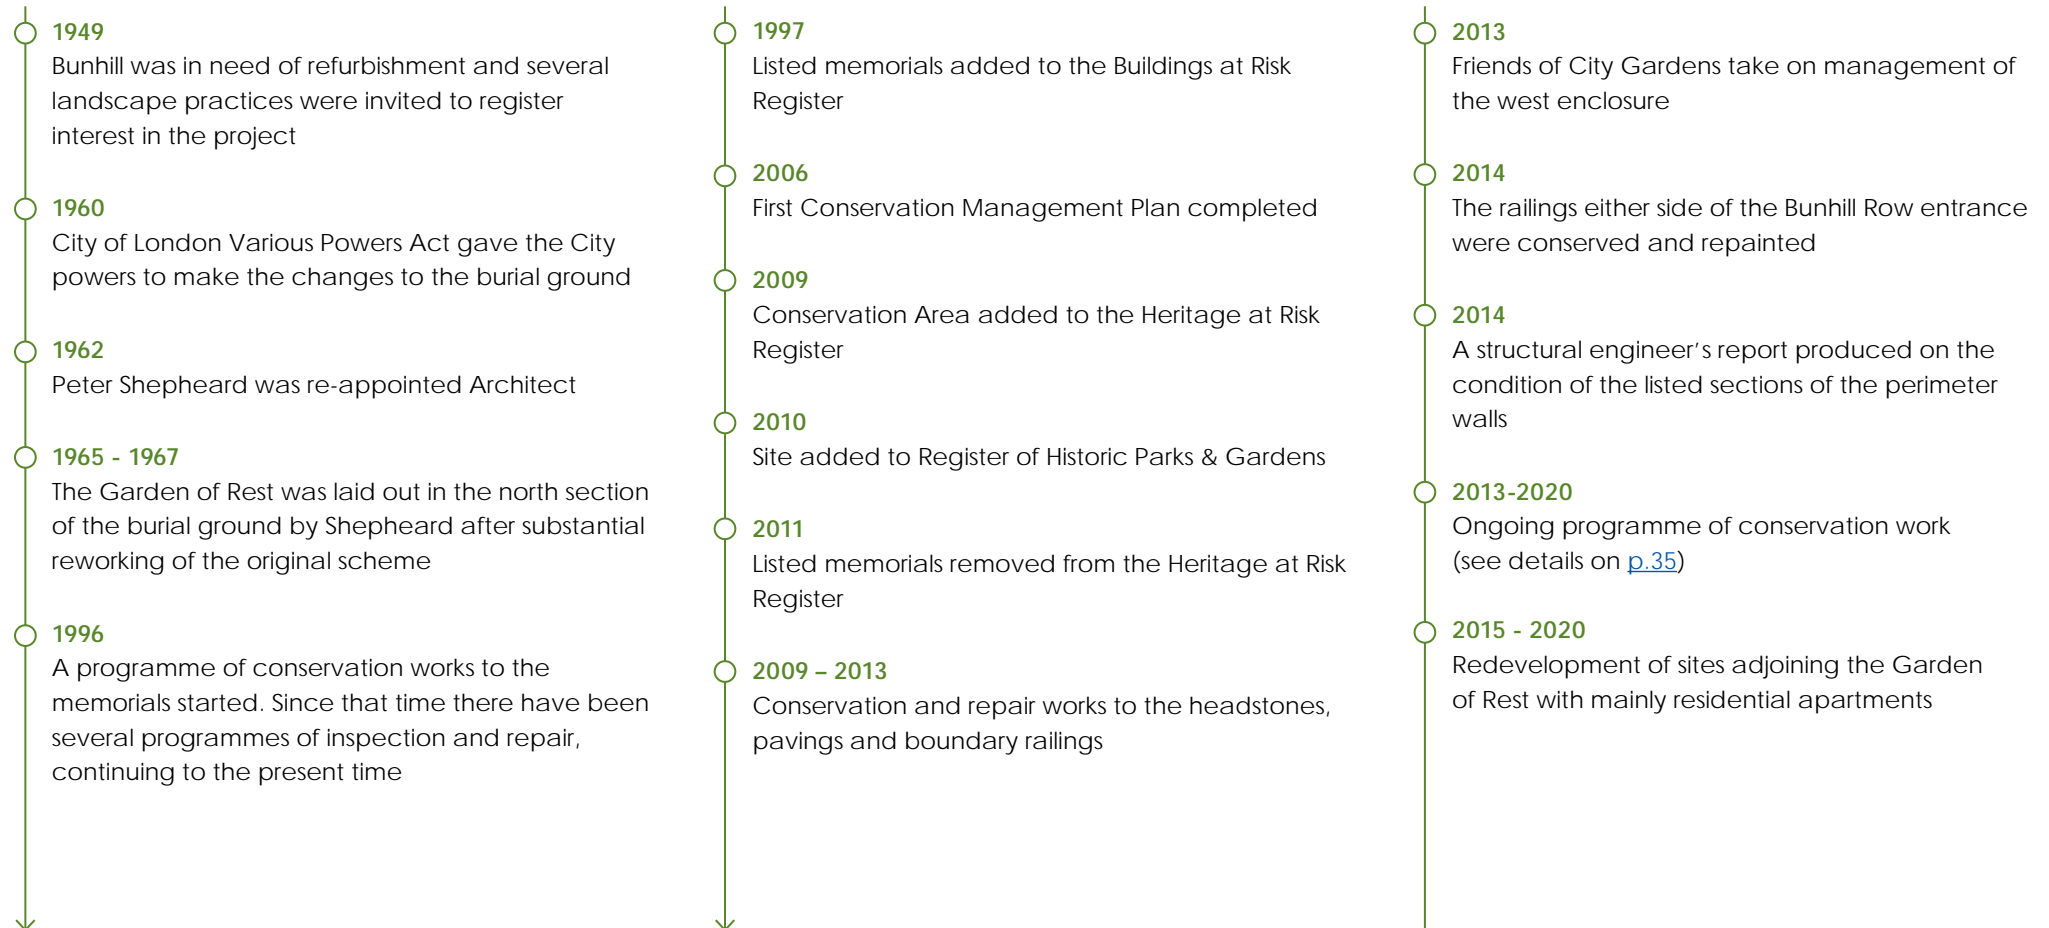 1949
Bunhill was in need of refurbishment and several
landscape practices were invited to register
interest in the project
1960
City of London Various Powers Act gave the City
powers to make the changes to the burial ground
1962
Peter Shepheard was re-appointed Architect
1965 - 1967
The Garden of Rest was laid out in the north section
of the burial ground by Shepheard after substantial
reworking of the original scheme
1996
A programme of conservation works to the
memorials started. Since that time there have been
several programmes of inspection and repair,
continuing to the present time
1997
Listed memorials added to the Buildings at Risk
Register
2006
First Conservation Management Plan completed
2009
Conservation Area added to the Heritage at Risk
Register
2010
Site added to Register of Historic Parks & Gardens
2011
Listed memorials removed from the Heritage at Risk
Register
2009 – 2013
Conservation and repair works to the headstones,
pavings and boundary railings
2013
Friends of City Gardens take on management of
the west enclosure
2014
The railings either side of the Bunhill Row entrance
were conserved and repainted
2014
A structural engineer’s report produced on the
condition of the listed sections of the perimeter
walls
2013-2020
Ongoing programme of conservation work
(see details on p.35)
2015 - 2020
Redevelopment of sites adjoining the Garden
of Rest with mainly residential apartments